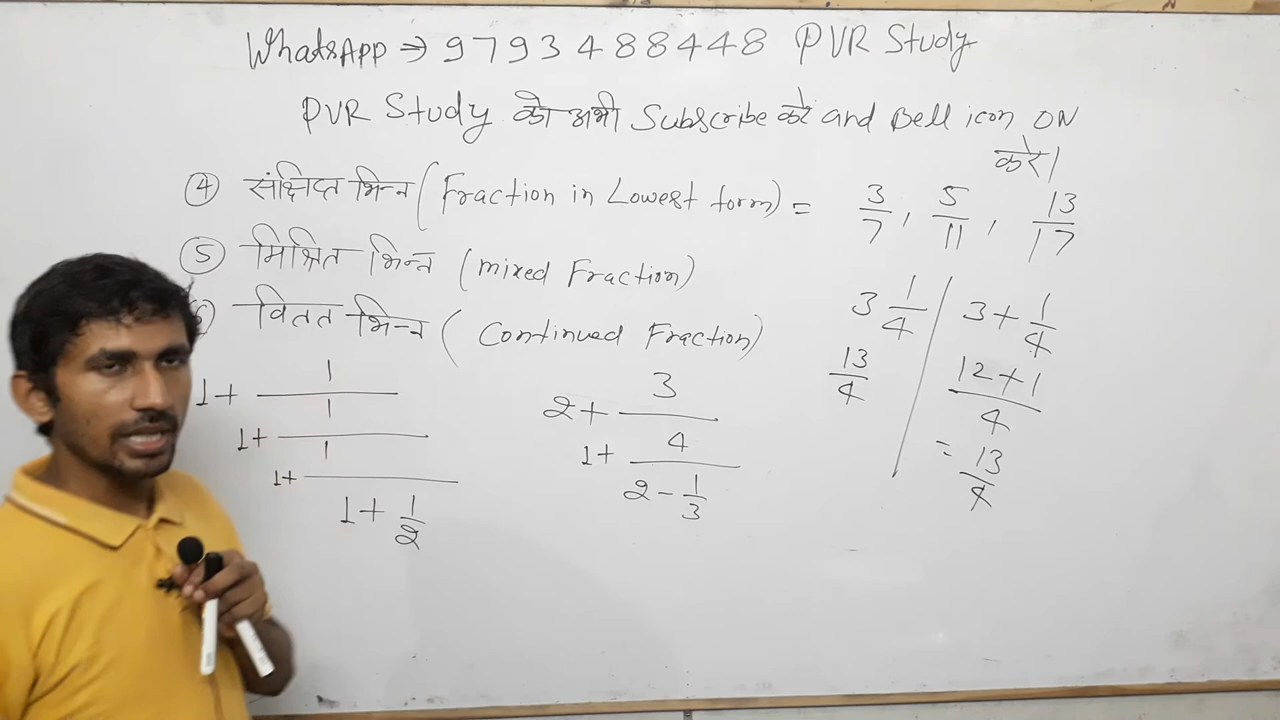 WhatsAPP ⇒ 9793488448 PVR Study
PVR Study को अभी Subscribe करे and Bell icon ON
करे।
④ संक्षिप्त भिन्न (Fraction in Lowest form) = 3/7, 5/11, 13/17
⑤ मिश्रित भिन्न (mixed Fraction)
⑥ वितत भिन्न (Continued Fraction)
1 + 1
1 + 1
1 + 1
1 + 1/2
2 + 3
1 + 4
2 - 1/3
3 1/4
13/4
3 + 1/4
12 + 1
4
= 13/4